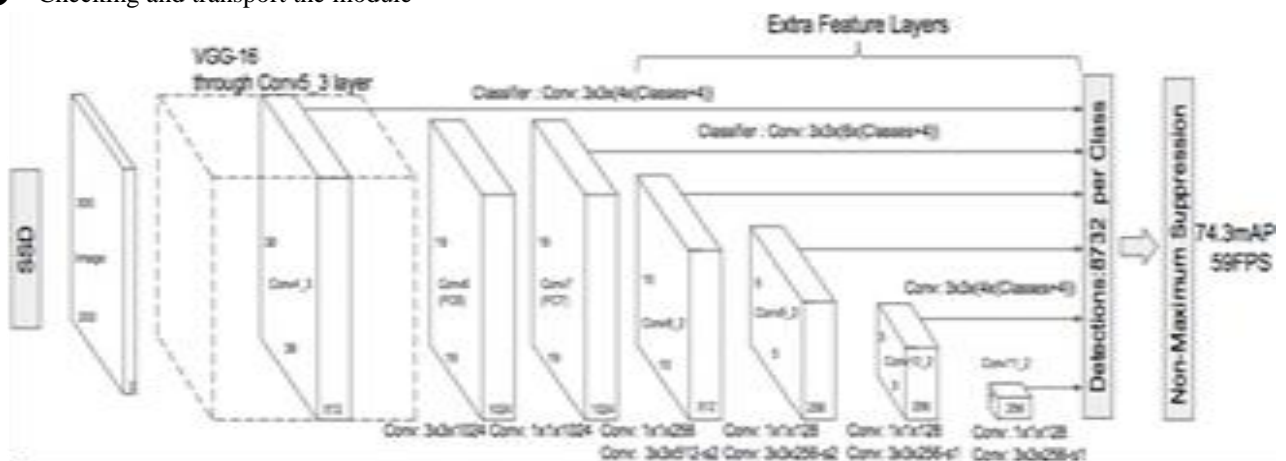 Checking and transport the module
Extra Feature Layers
VGG-16
through Conv5_3 layer
Classifier : Conv: 3x3x(4x(Classes+4))
Classifier : Conv: 3x3x(6x(Classes+4))
SSD
300
Image
300
38
Conv4_3
38
512
19
Conv6
(FC6)
19
1024
19
Conv7
(FC7)
19
1024
10
Conv8_2
10
512
5
Conv9_2
5
256
Conv: 3x3x(4x(Classes+4))
3
Conv10_2
3
256
Conv11_2
256
Detections:8732 per Class
Non-Maximum Suppression
74.3mAP
59FPS
Conv: 3x3x1024
Conv: 1x1x1024
Conv: 1x1x256
Conv: 3x3x512-s2
Conv: 1x1x128
Conv: 3x3x256-s2
Conv: 1x1x128
Conv: 3x3x256-s1
Conv: 1x1x128
Conv: 3x3x256-s1